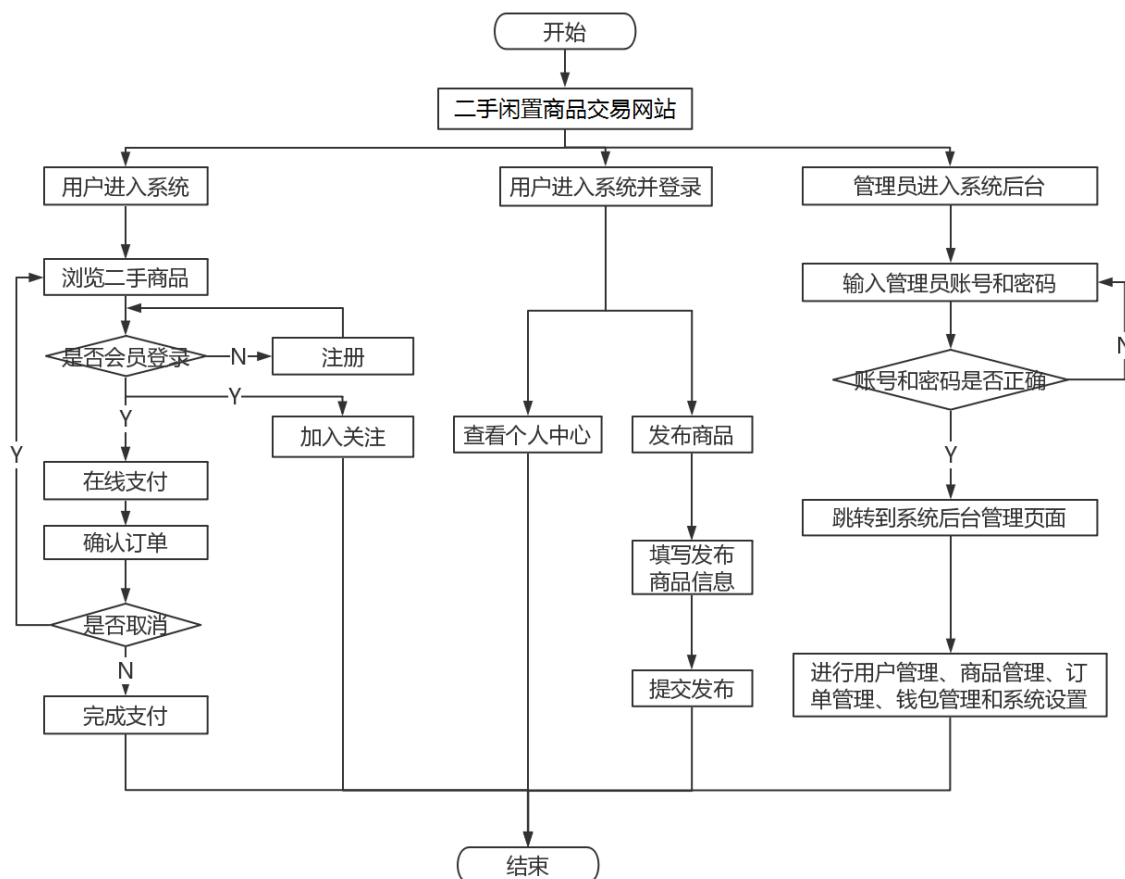 开始
二手闲置商品交易网站
用户进入系统
用户进入系统并登录
管理员进入系统后台
浏览二手商品
输入管理员账号和密码
是否会员登录
N
注册
N
账号和密码是否正确
Y
Y
加入关注
查看个人中心
发布商品
Y
Y
在线支付
跳转到系统后台管理页面
确认订单
填写发布
商品信息
是否取消
N
提交发布
进行用户管理、商品管理、订
单管理、钱包管理和系统设置
完成支付
结束